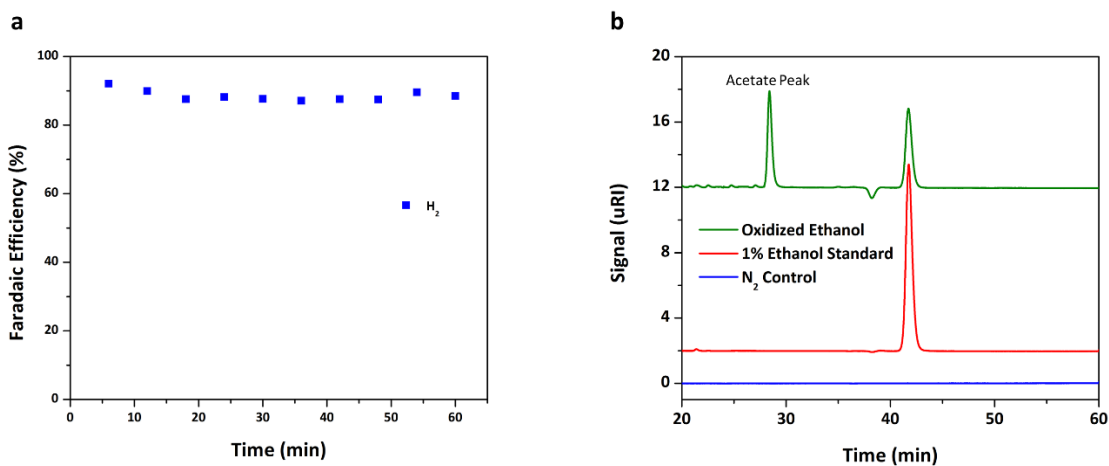 a
100
80
60
40
20
0
0
10
20
30
40
50
60
Faradaic Efficiency (%)
Time (min)
H2
b
20
16
12
8
4
0
20
30
40
50
60
Signal (uRI)
Time (min)
Acetate Peak
Oxidized Ethanol
1% Ethanol Standard
N2 Control